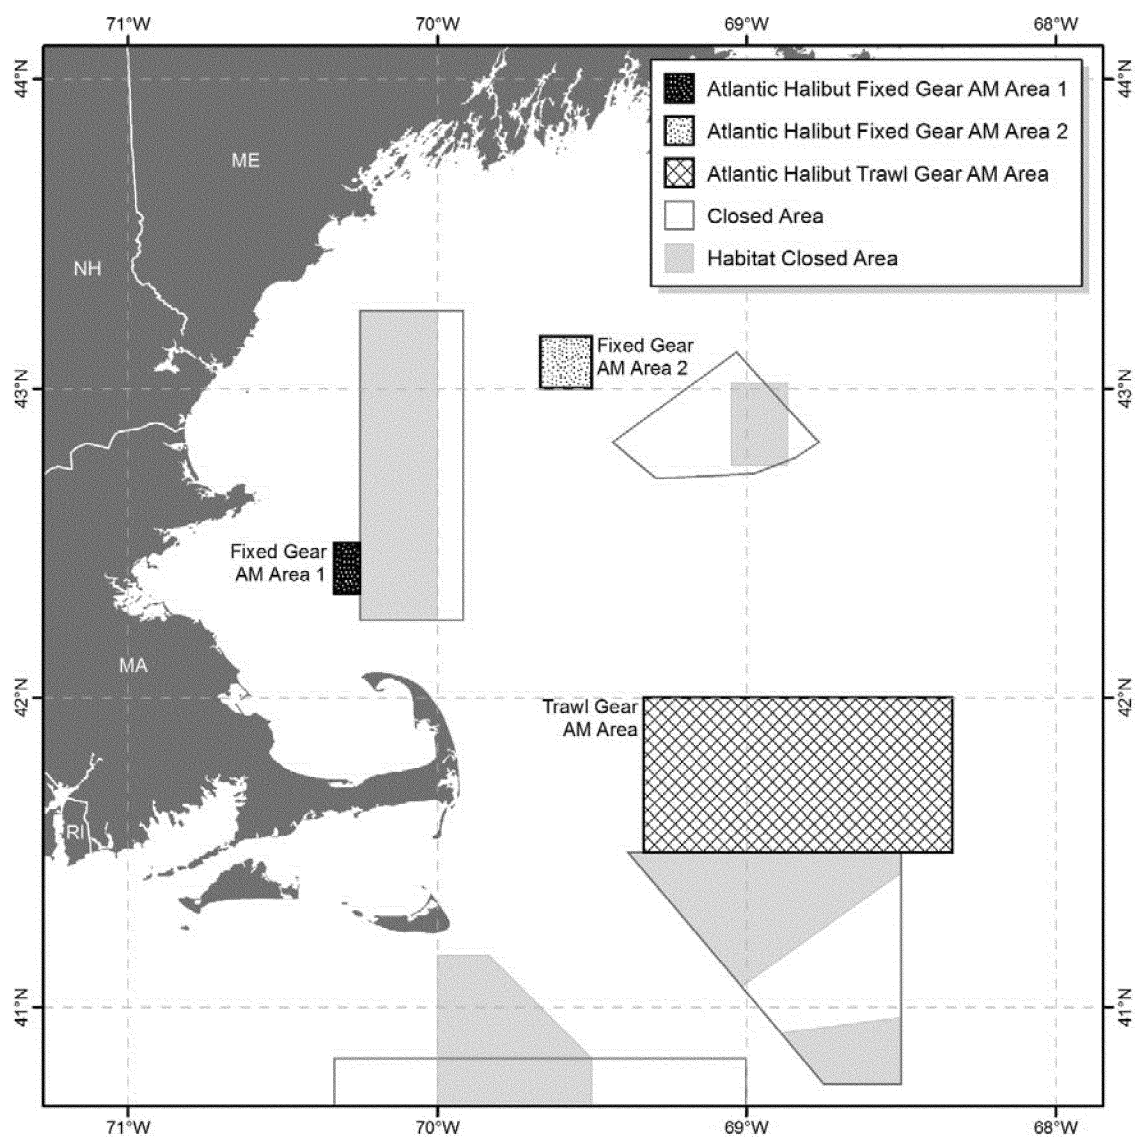 71°W 70°W 69°W 68°W
44°N 44°N
Atlantic Halibut Fixed Gear AM Area 1
Atlantic Halibut Fixed Gear AM Area 2
Atlantic Halibut Trawl Gear AM Area
Closed Area
Habitat Closed Area
ME
NH
Fixed Gear
AM Area 2
43°N 43°N
Fixed Gear
AM Area 1
MA
42°N 42°N
Trawl Gear
AM Area
RI
41°N 41°N
71°W 70°W 69°W 68°W